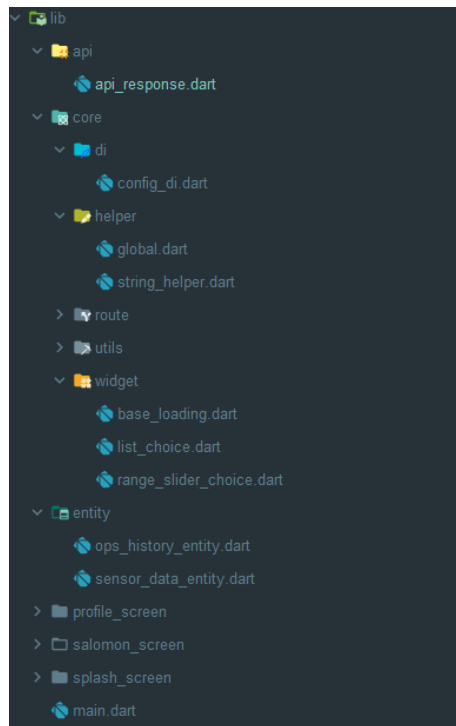 lib
api
api_response.dart
core
di
config_di.dart
helper
global.dart
string_helper.dart
route
utils
widget
base_loading.dart
list_choice.dart
range_slider_choice.dart
entity
ops_history_entity.dart
sensor_data_entity.dart
profile_screen
salomon_screen
splash_screen
main.dart